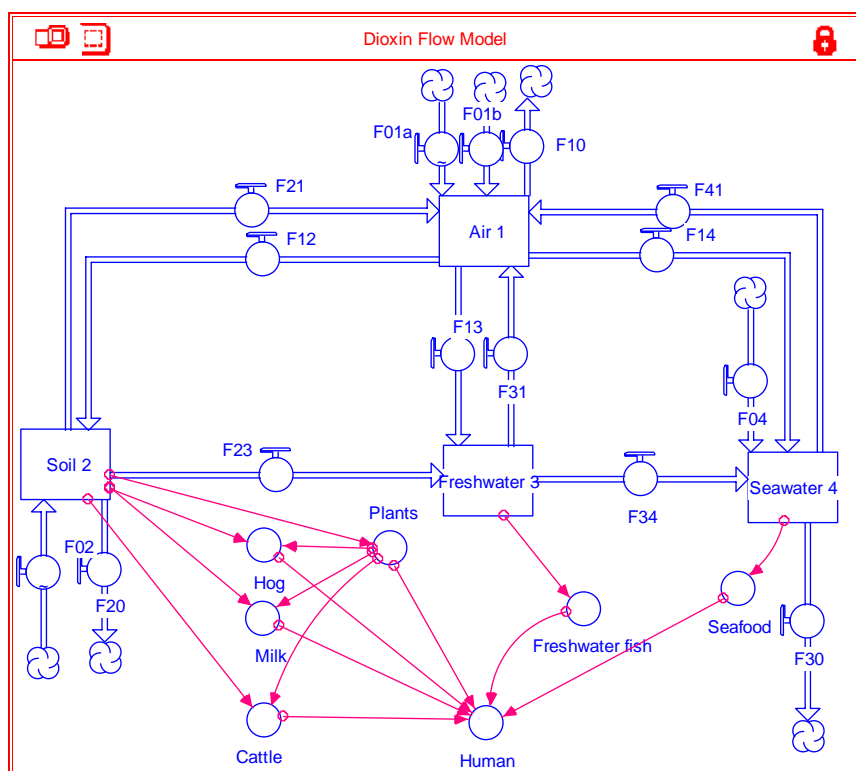 Dioxin Flow Model
F01a
F01b
F10
~
F21
F41
F12
Air 1
F14
F13
F31
F04
F23
Soil 2
Freshwater 3
Seawater 4
Plants
F34
F02
~
Hog
F20
Freshwater fish
Seafood
Milk
F30
Cattle
Human